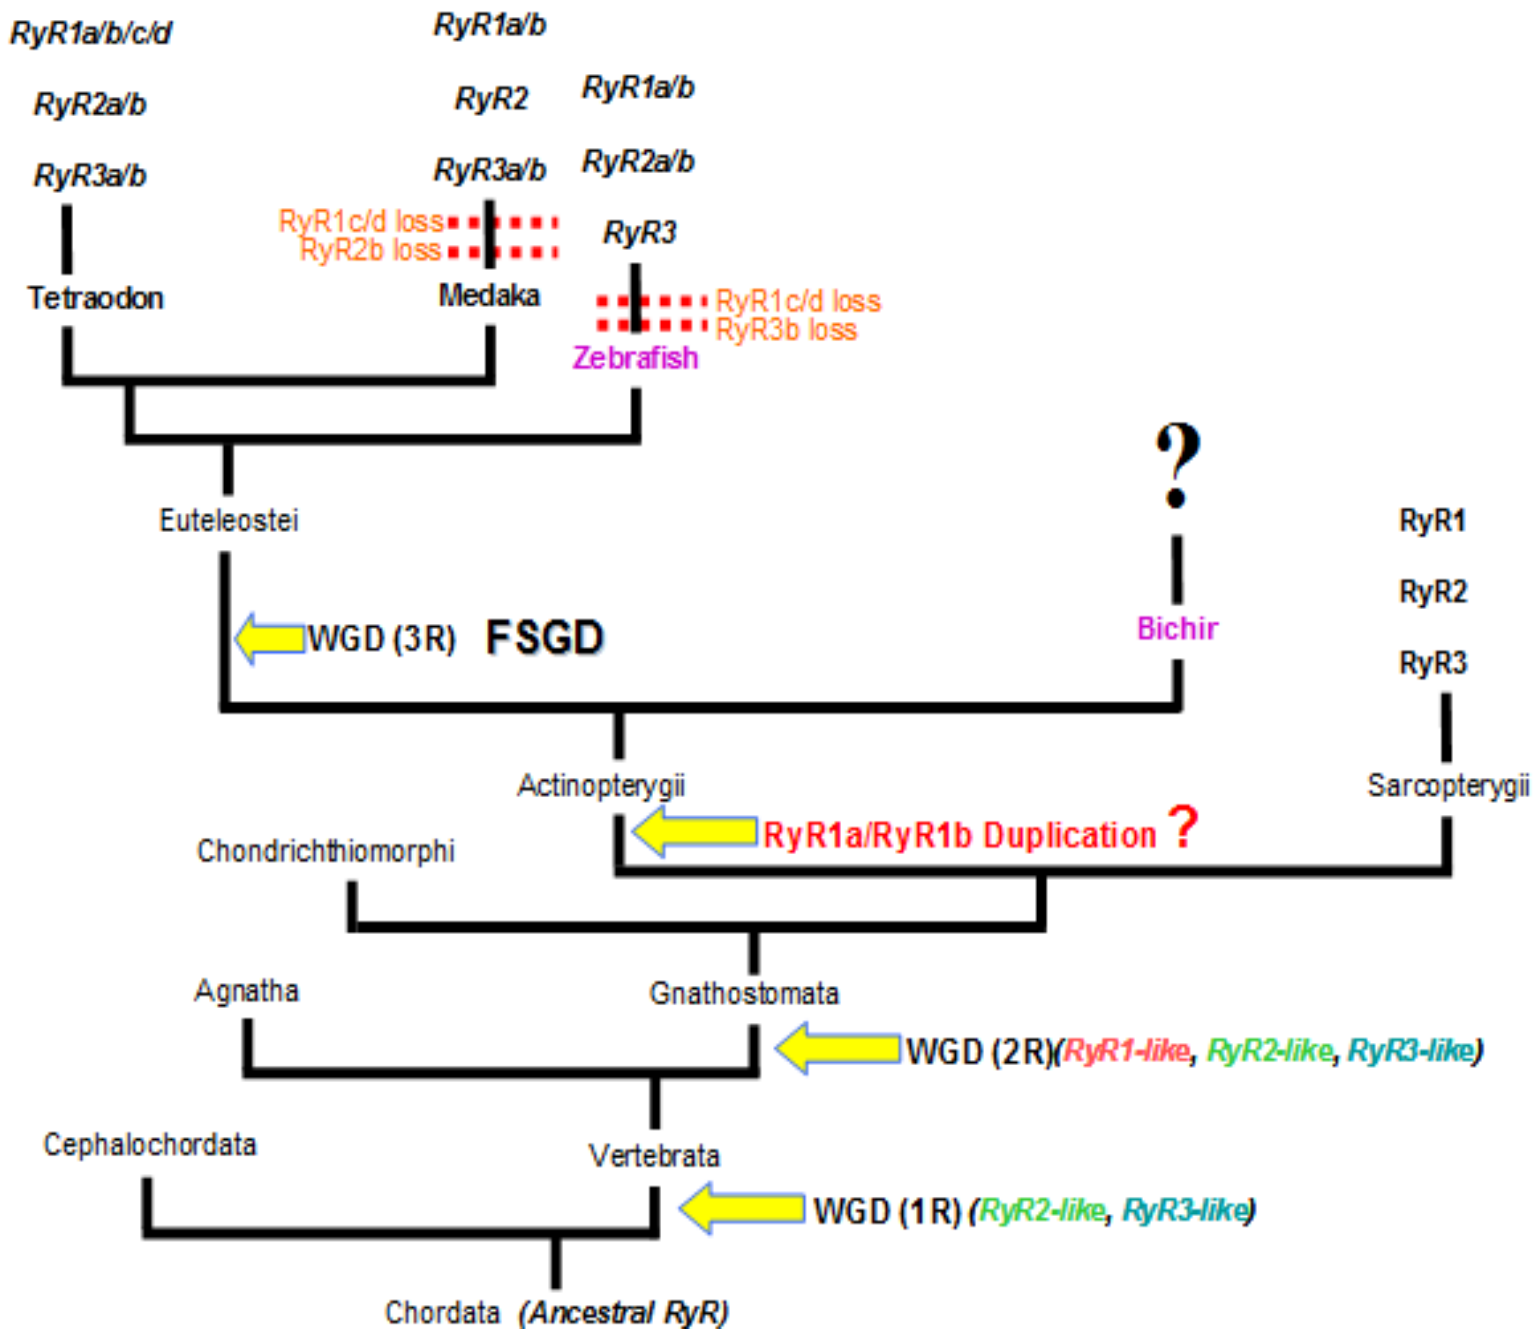 RyR1a/b/c/d
RyR2a/b
RyR3a/b
Tetraodon
RyR1a/b
RyR2
RyR3a/b
RyR1c/d loss
RyR2b loss
Medaka
RyR1a/b
RyR2a/b
RyR3
RyR1c/d loss
RyR3b loss
Zebrafish
Euteleostei
?
Bichir
RyR1
RyR2
RyR3
WGD (3R) FSGD
Actinopterygii
Sarcopterygii
RyR1a/RyR1b Duplication ?
Chondrichthiomorphi
Agnatha
Gnathostomata
WGD (2R)(RyR1-like, RyR2-like, RyR3-like)
Cephalochordata
Vertebrata
WGD (1R) (RyR2-like, RyR3-like)
Chordata (Ancestral RyR)